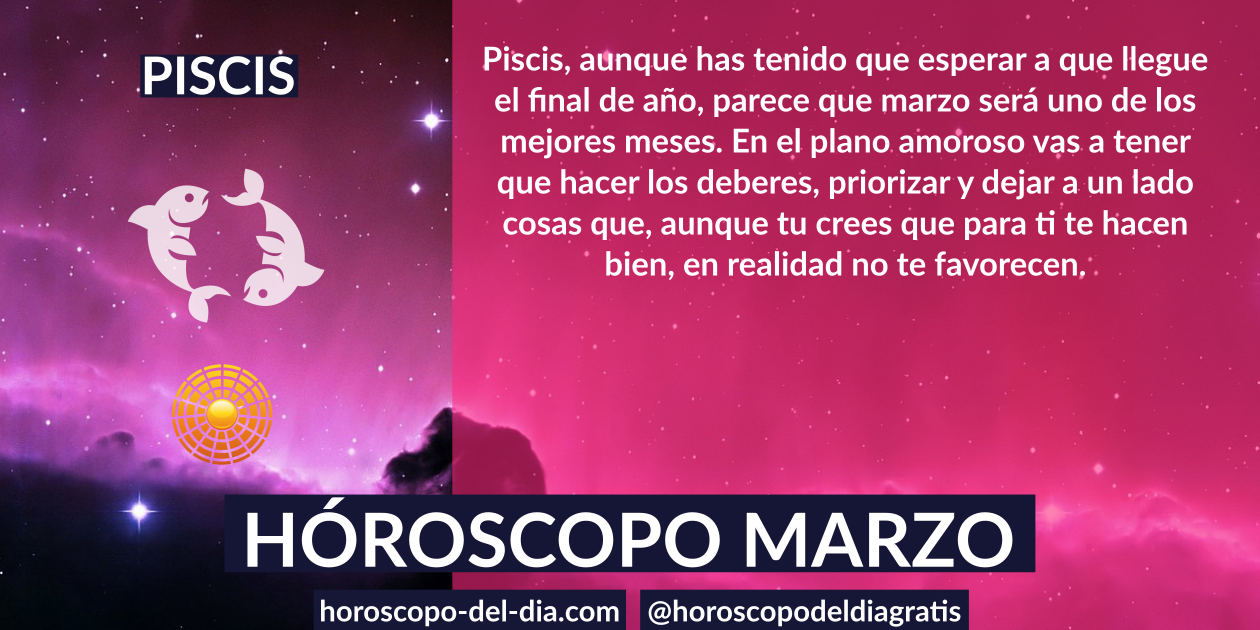 PISCIS
Piscis, aunque has tenido que esperar a que llegue
el final de año, parece que marzo será uno de los
mejores meses. En el plano amoroso vas a tener
que hacer los deberes, priorizar y dejar a un lado
cosas que, aunque tu crees que para ti te hacen
bien, en realidad no te favorecen.
HÓROSCOPO MARZO
horoscopo-del-dia.com
@horoscopodeldiagratis